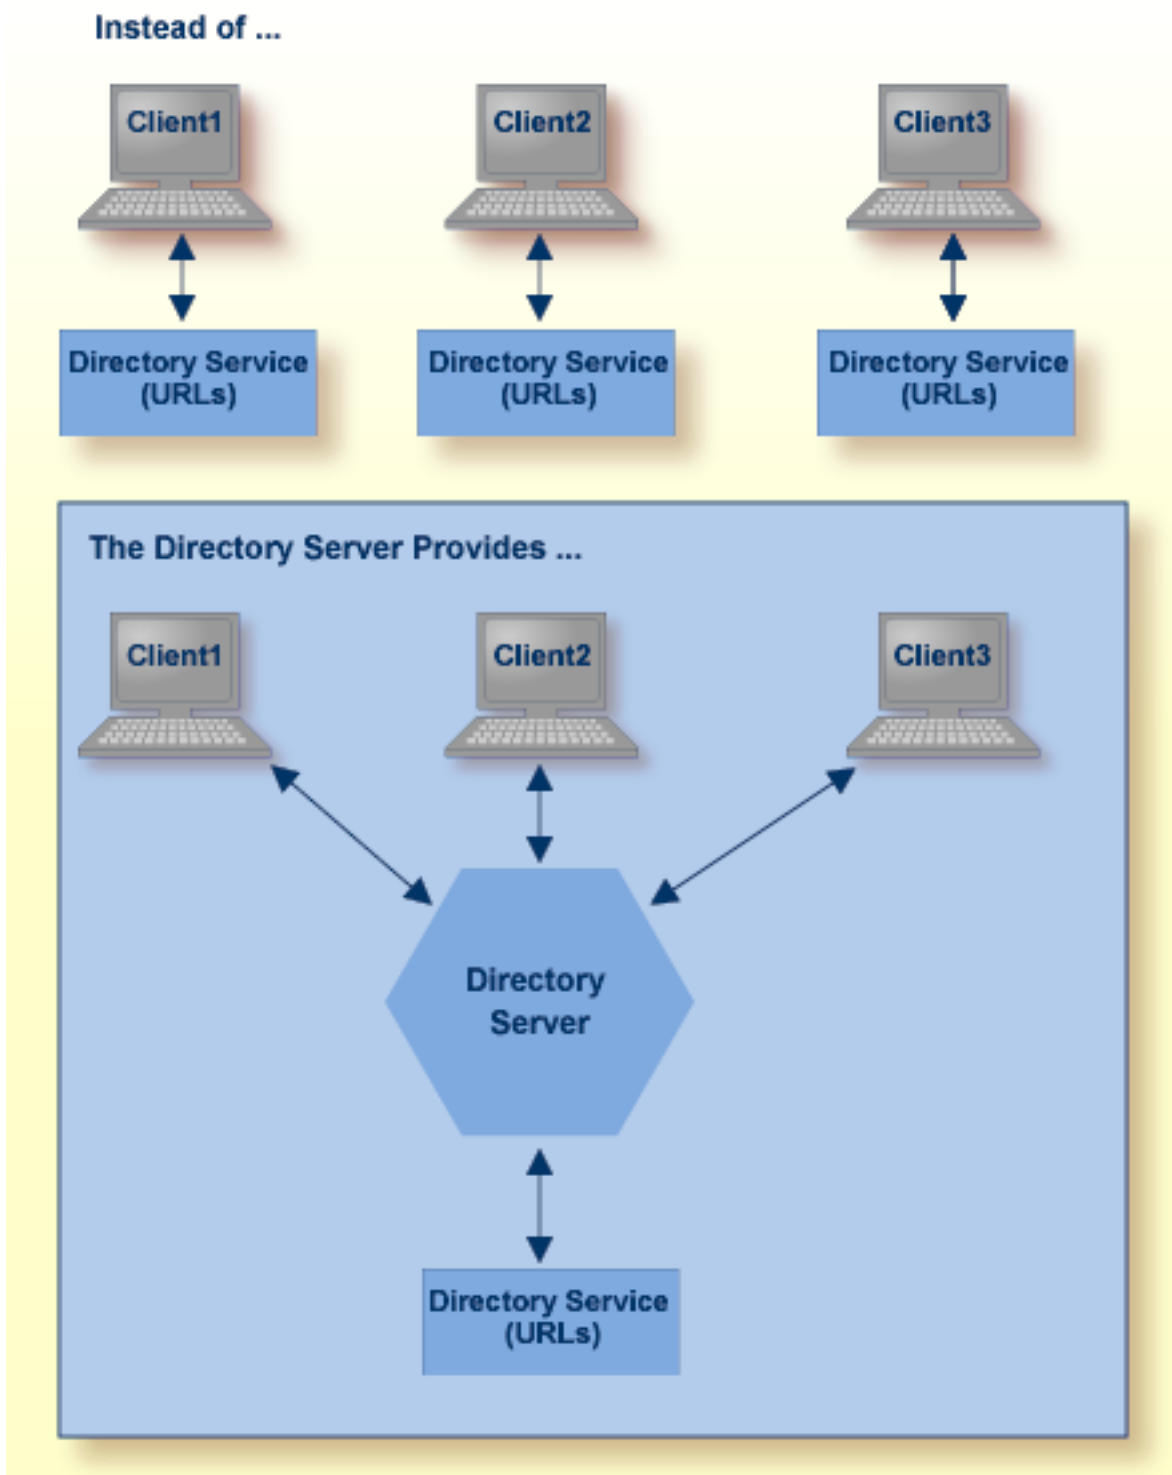 Instead of ...
Client1
Client2
Client3
Directory Service
(URLs)
Directory Service
(URLs)
Directory Service
(URLs)
The Directory Server Provides ...
Client1
Client2
Client3
Directory
Server
Directory Service
(URLs)